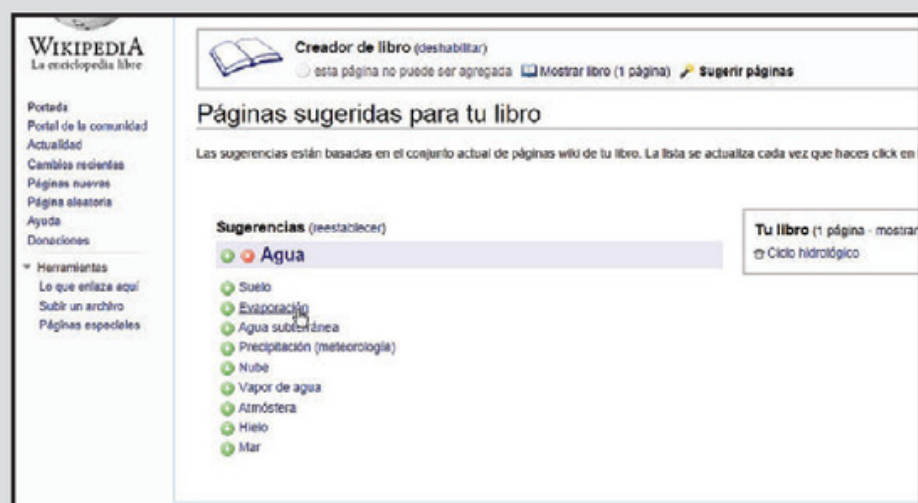 WIKIPEDIA
La enciclopedia libre
Portada
Portal de la comunidad
Actualidad
Cambios recientes
Páginas nuevas
Página aleatoria
Ayuda
Donaciones
Herramientas
Lo que enlaza aquí
Subir un archivo
Páginas especiales
Creador de libro (deshabilitar)
esta página no puede ser agregada Mostrar libro (1 página) Sugerir páginas
Páginas sugeridas para tu libro
Las sugerencias están basadas en el conjunto actual de páginas wiki de tu libro. La lista se actualiza cada vez que haces click en
Sugerencias (reestablecer)
Agua
Suelo
Evaporación
Agua subterránea
Precipitación (meteorología)
Nube
Vapor de agua
Atmósfera
Hielo
Mar
Tu libro (1 página - mostrar
Ciclo hidrológico